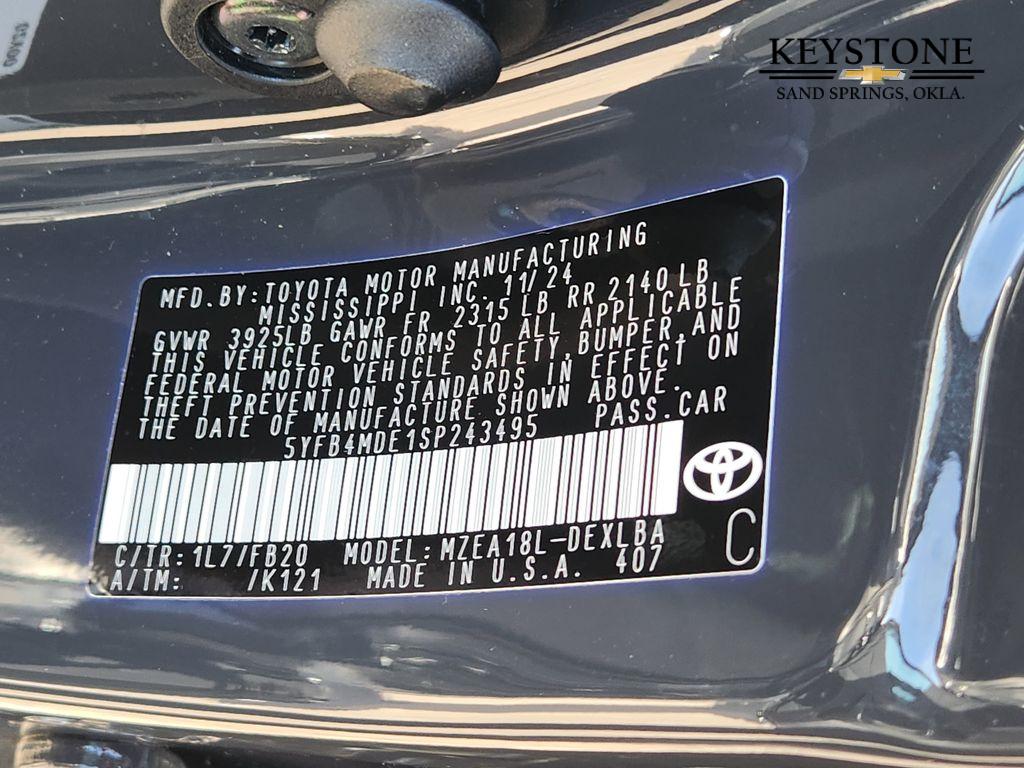 KEYSTONE
SAND SPRINGS, OKLA.
MFD. BY: TOYOTA MOTOR MANUFACTURING
MISSISSIPPI INC. 11/24
GVWR 3925LB GAWR FR 2315 LB RR 2140 LB
THIS VEHICLE CONFORMS TO ALL APPLICABLE
FEDERAL MOTOR VEHICLE SAFETY, BUMPER, AND
THEFT PREVENTION STANDARDS IN EFFECT ON
THE DATE OF MANUFACTURE SHOWN ABOVE.
5YFB4MDE1SP243495 PASS. CAR
C/TR: 1L7/FB20 MODEL: MZEA18L-DEXLBA
A/TM: /K121 MADE IN U.S.A. 407
C